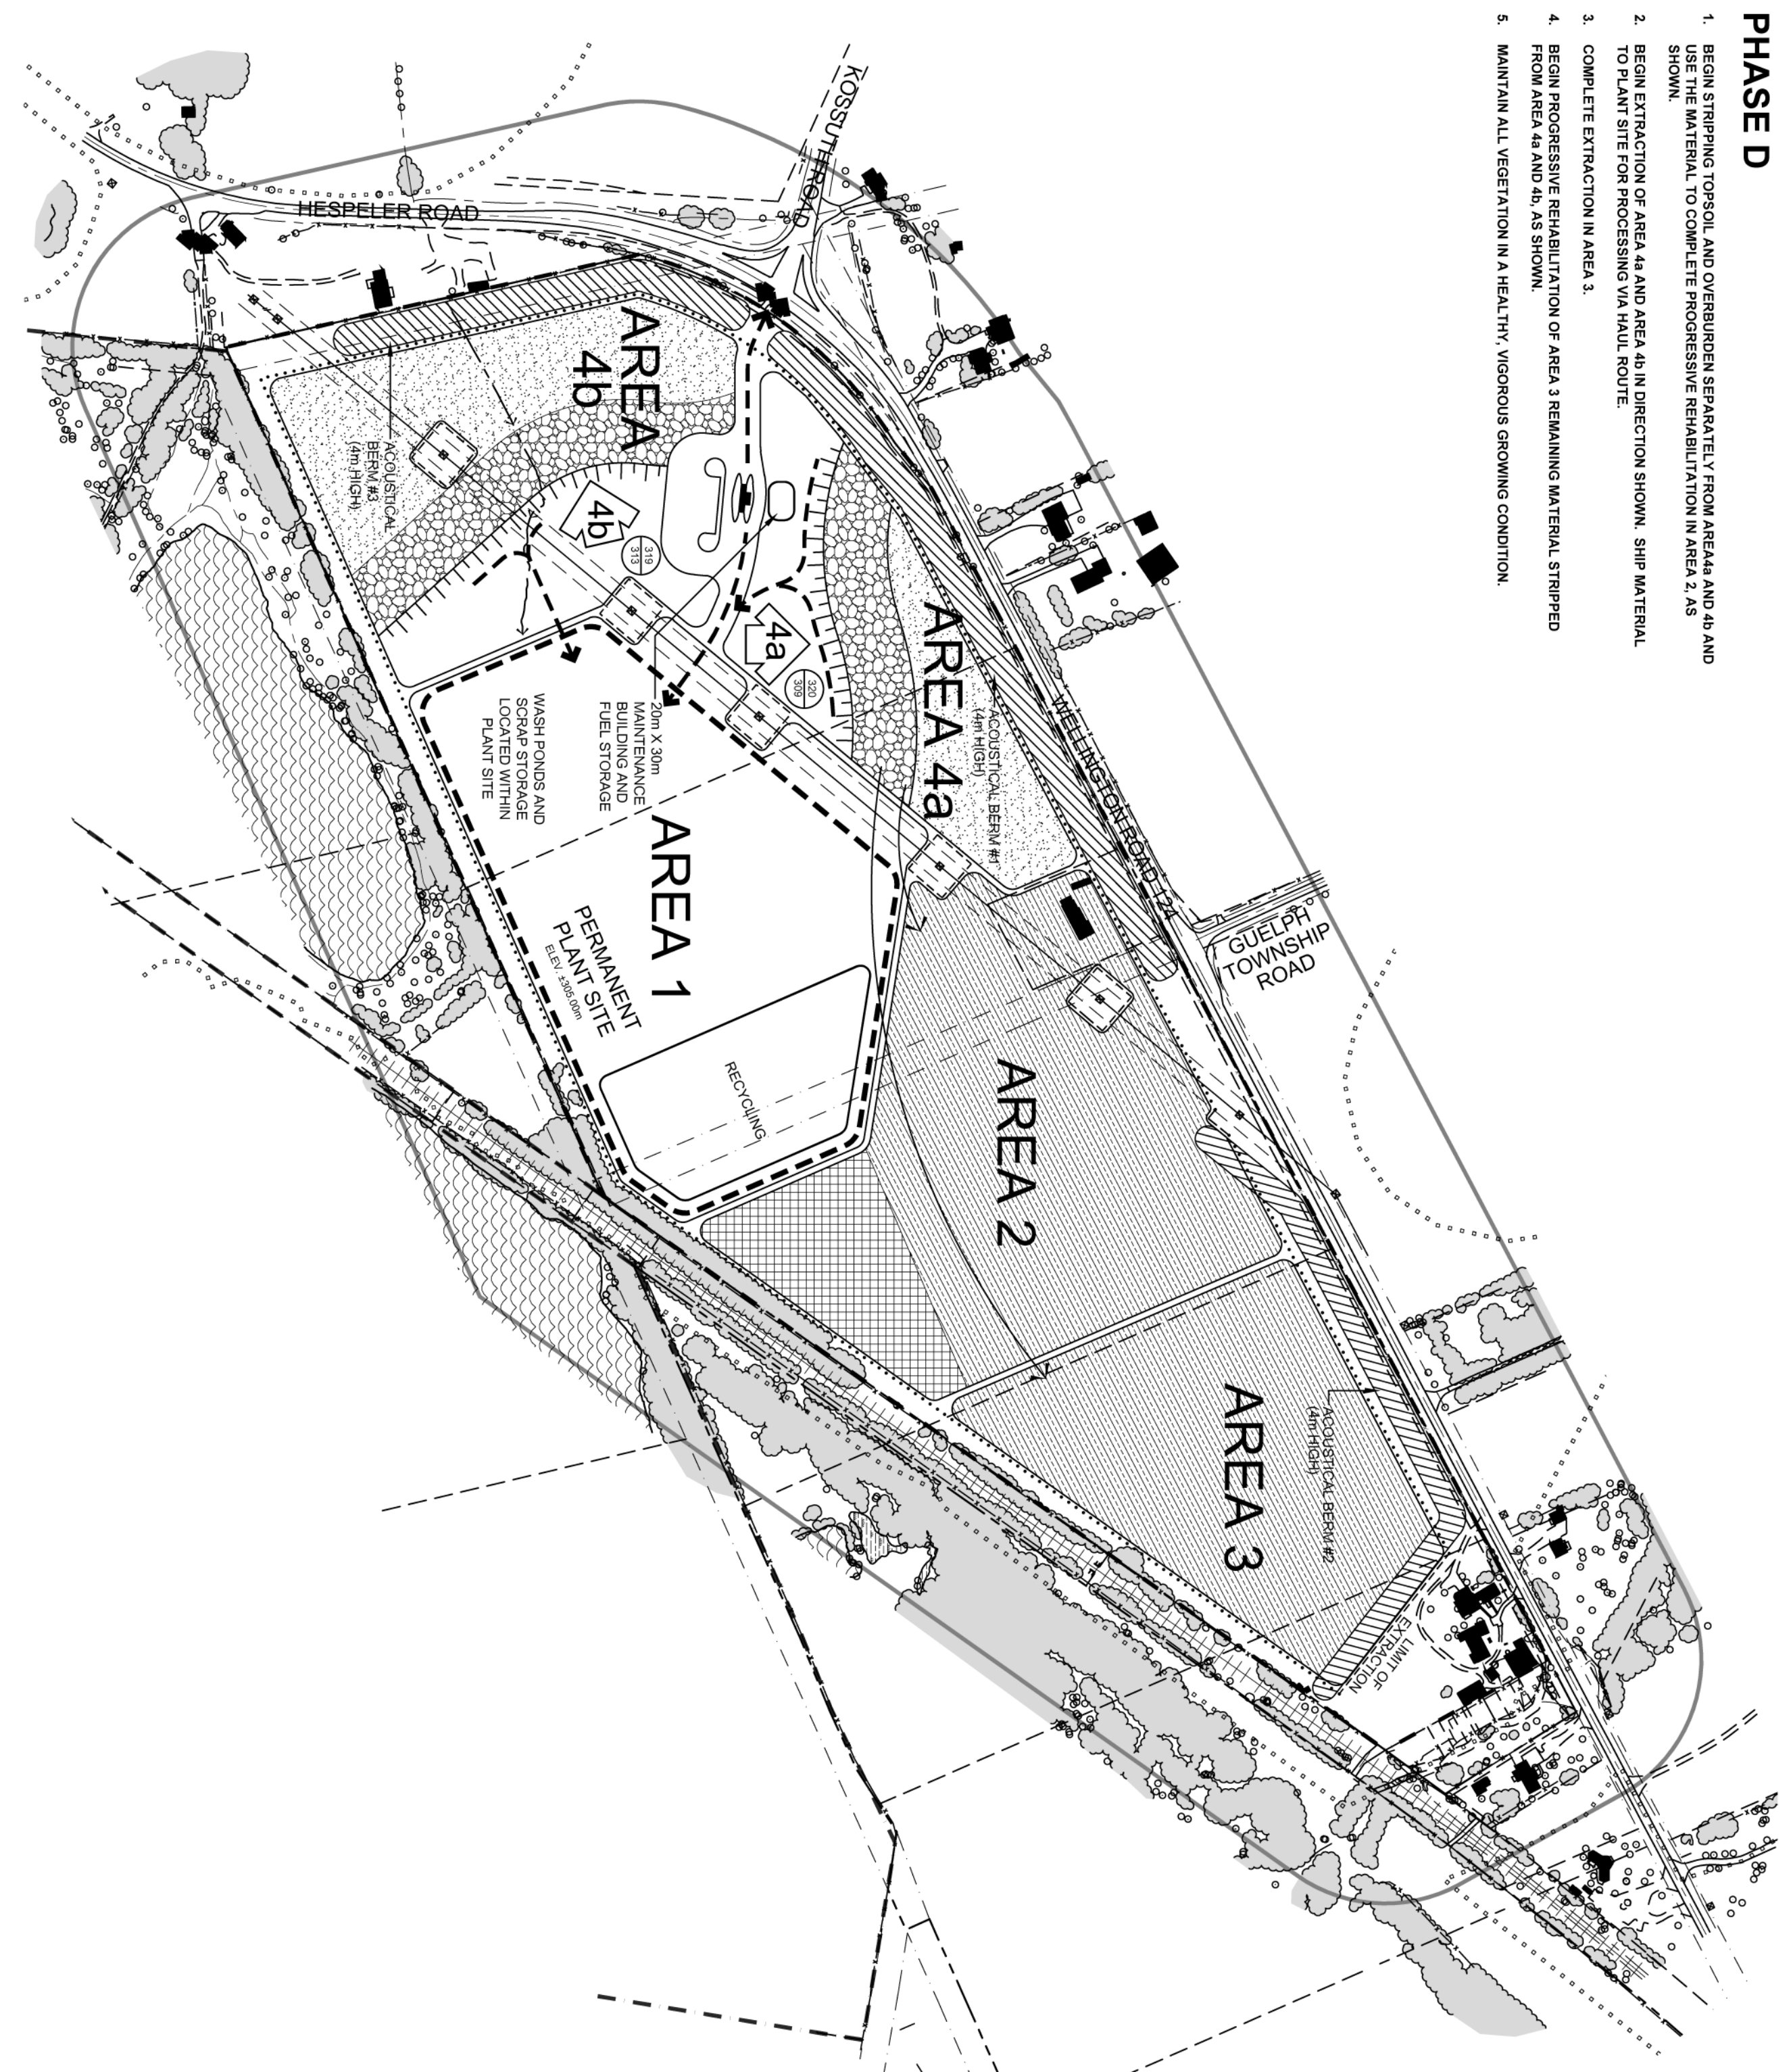 PHASE D
1. BEGIN STRIPPING TOPSOIL AND OVERBURDEN SEPARATELY FROM AREA4a AND 4b AND
USE THE MATERIAL TO COMPLETE PROGRESSIVE REHABILITATION IN AREA 2, AS
SHOWN.
2. BEGIN EXTRACTION OF AREA 4a AND AREA 4b IN DIRECTION SHOWN. SHIP MATERIAL
TO PLANT SITE FOR PROCESSING VIA HAUL ROUTE.
3. COMPLETE EXTRACTION IN AREA 3.
4. BEGIN PROGRESSIVE REHABILITATION OF AREA 3 REMAINING MATERIAL STRIPPED
FROM AREA 4a AND 4b, AS SHOWN.
5. MAINTAIN ALL VEGETATION IN A HEALTHY, VIGOROUS GROWING CONDITION.
KOSSUTH ROAD
HESPELER ROAD
WELLINGTON ROAD 124
GUELPH
TOWNSHIP
ROAD
AREA
4b
ACOUSTICAL
BERM #3
(4m HIGH)
4b
319
313
4a
320
309
AREA 4a
ACOUSTICAL BERM #1
(4m HIGH)
20m X 30m
MAINTENANCE
BUILDING AND
FUEL STORAGE
WASH PONDS AND
SCRAP STORAGE
LOCATED WITHIN
PLANT SITE
AREA 1
PERMANENT
PLANT SITE
ELEV. ±305.00m
RECYCLING
AREA 2
AREA 3
ACOUSTICAL BERM #2
(4m HIGH)
LIMIT OF
EXTRACTION